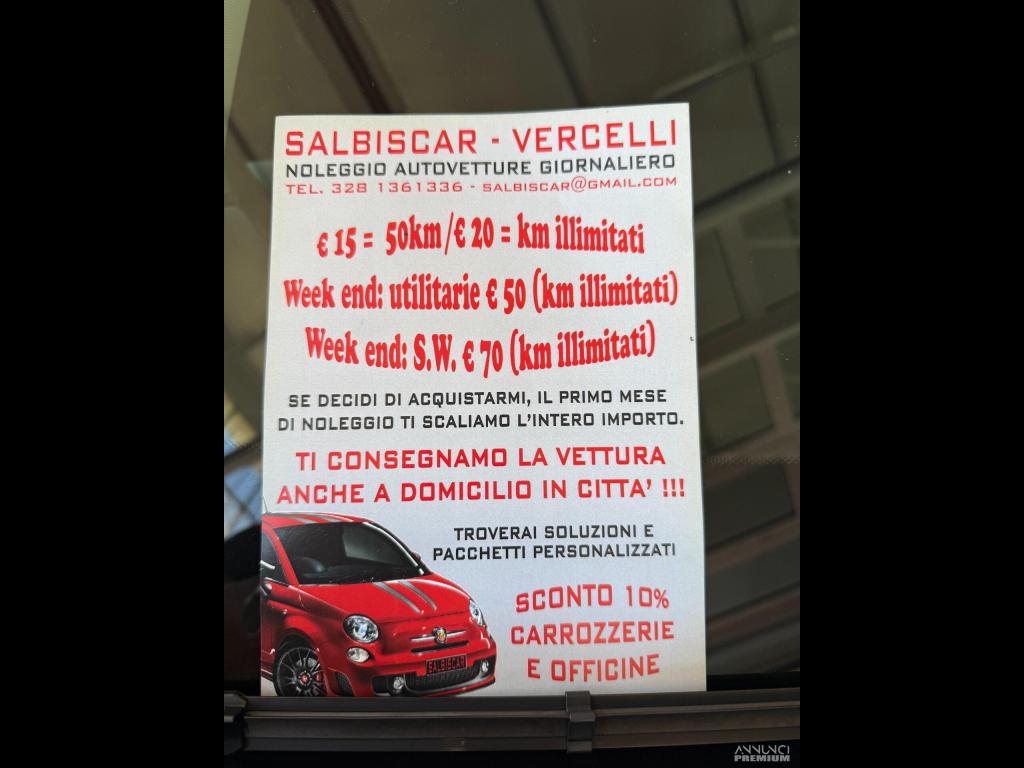 SALBISCAR - VERCELLI
NOLEGGIO AUTOVETTURE GIORNALIERO
TEL. 328 1361336 - SALBISCAR@GMAIL.COM
€ 15 = 50km/€ 20 = km illimitati
Week end: utilitarie € 50 (km illimitati)
Week end: S.W. € 70 (km illimitati)
SE DECIDI DI ACQUISTARMI, IL PRIMO MESE
DI NOLEGGIO TI SCALIAMO L'INTERO IMPORTO.
TI CONSEGNAMO LA VETTURA
ANCHE A DOMICILIO IN CITTA' !!!
TROVERAI SOLUZIONI E
PACCHETTI PERSONALIZZATI
SCONTO 10%
CARROZZERIE
E OFFICINE
SALBISCAR
ANNUNCI
PREMIUM